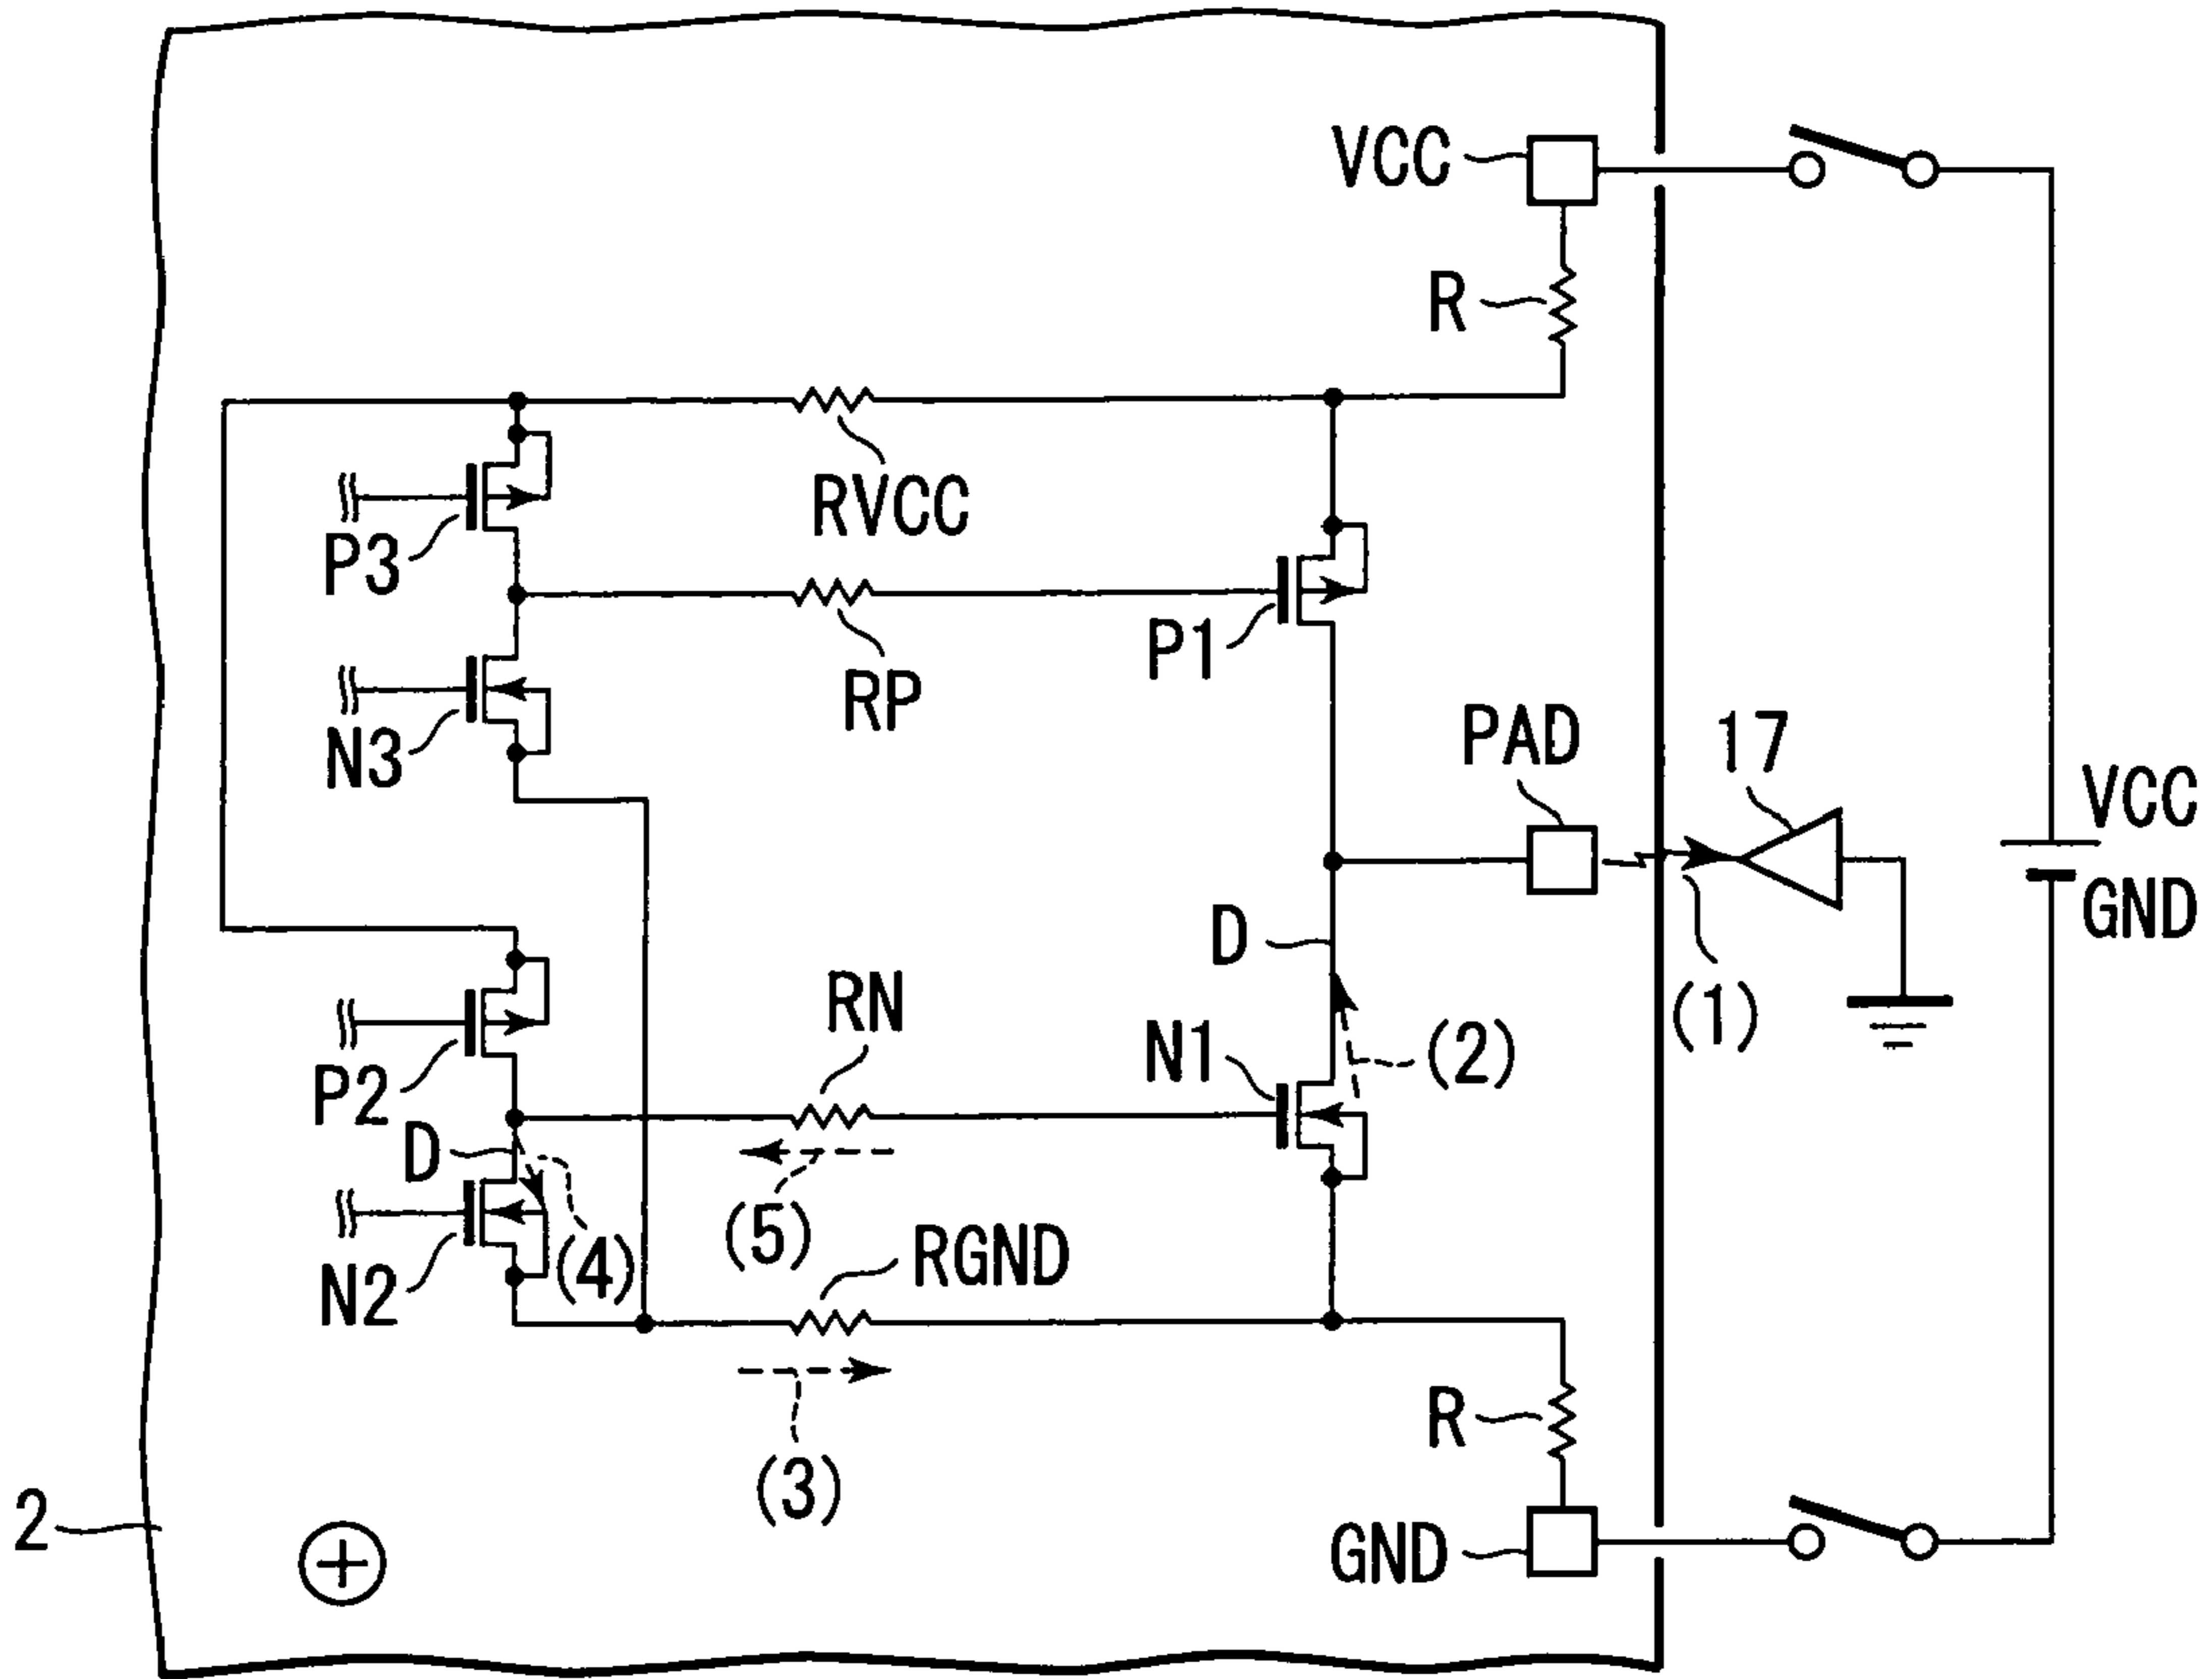 VCC
R
RVCC
P3
P1
RP
N3
PAD
17
VCC
GND
D
(1)
RN
N1
(2)
P2
D
(5)
(4)
RGND
N2
R
(3)
2
GND